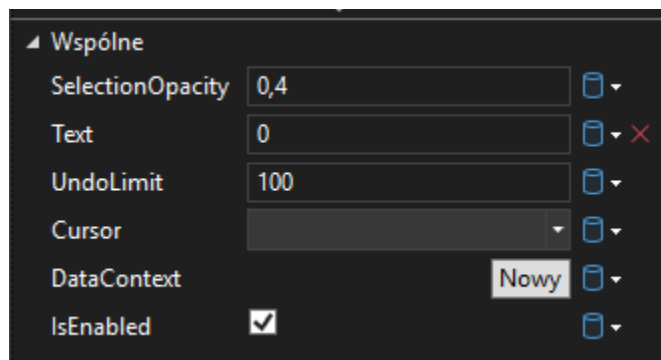 Wspólne
SelectionOpacity 0,4
Text 0
UndoLimit 100
Cursor
DataContext Nowy
IsEnabled